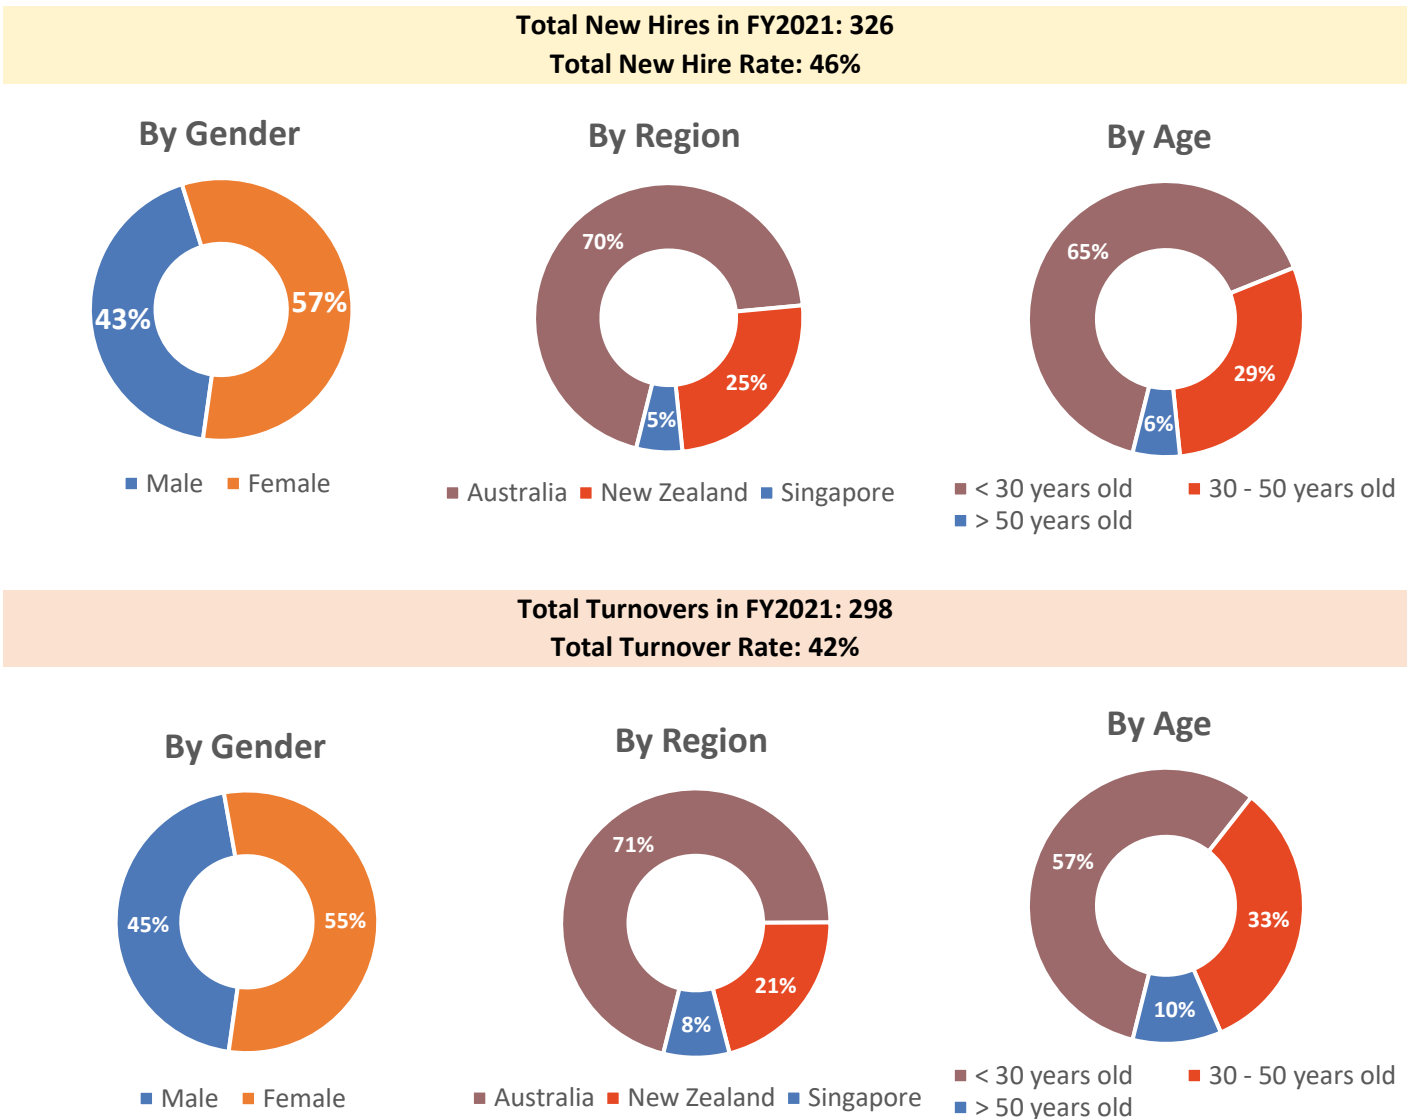 Total New Hires in FY2021: 326
Total New Hire Rate: 46%
By Gender
43%
57%
Male Female
By Region
70%
25%
5%
Australia New Zealand Singapore
By Age
65%
29%
6%
< 30 years old 30 - 50 years old
> 50 years old
Total Turnovers in FY2021: 298
Total Turnover Rate: 42%
By Gender
45%
55%
Male Female
By Region
71%
21%
8%
Australia New Zealand Singapore
By Age
57%
33%
10%
< 30 years old 30 - 50 years old
> 50 years old